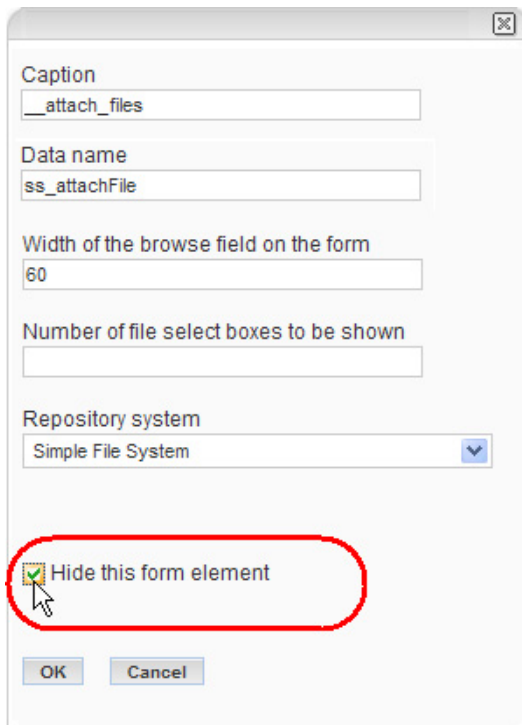 Caption
__attach_files
Data name
ss_attachFile
Width of the browse field on the form
60
Number of file select boxes to be shown
Repository system
Simple File System
Hide this form element
OK Cancel